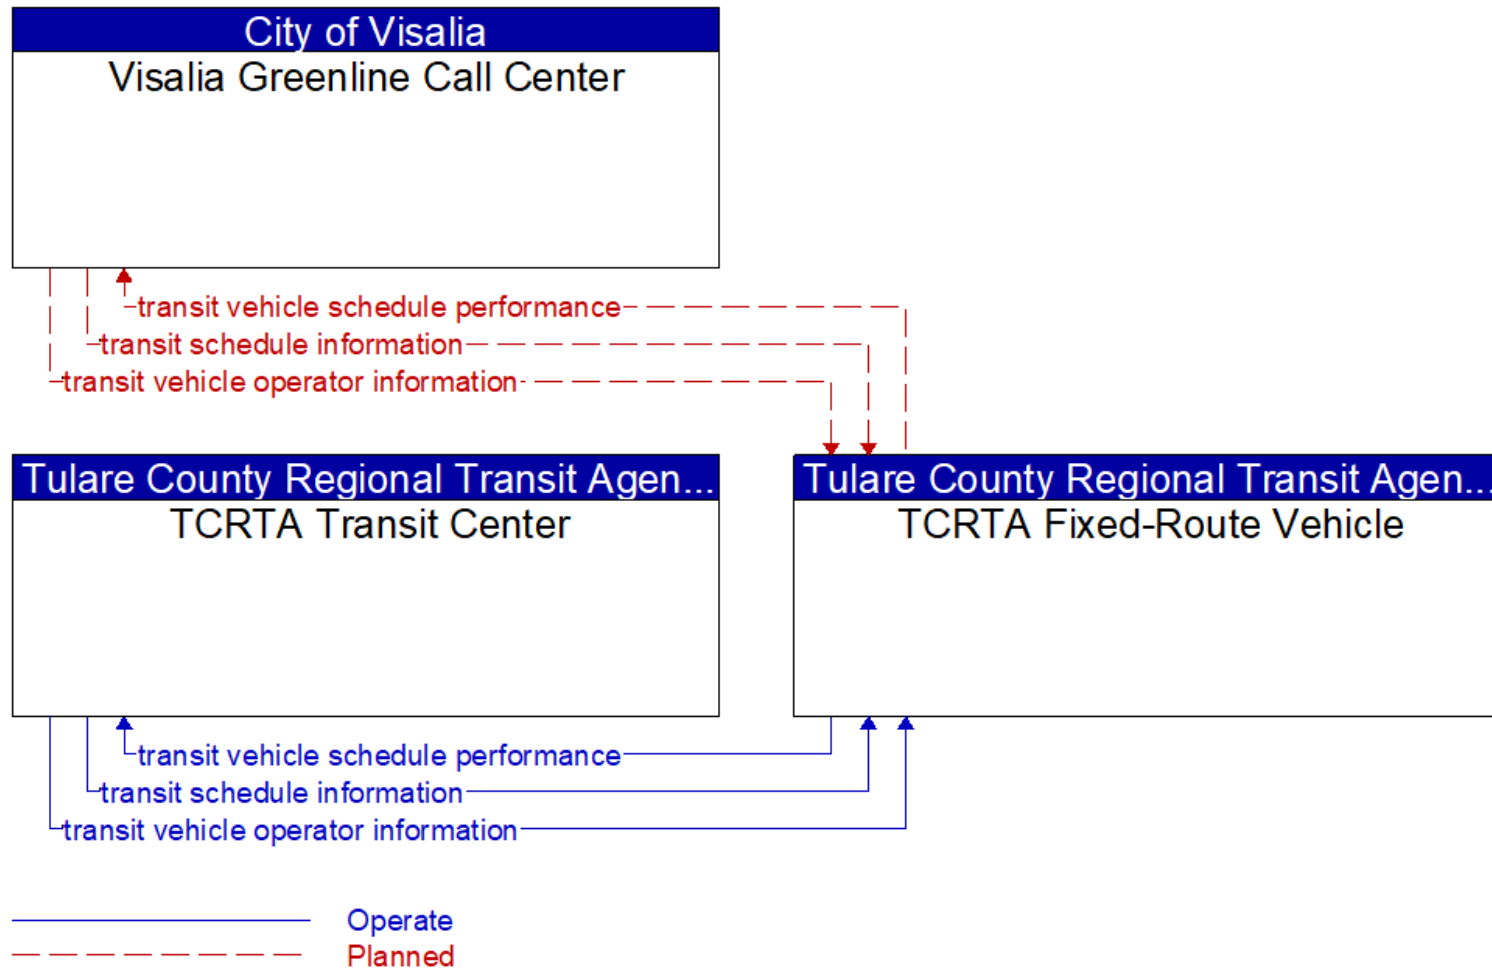 City of Visalia
Visalia Greenline Call Center
transit vehicle schedule performance
transit schedule information
transit vehicle operator information
Tulare County Regional Transit Agen...
TCRTA Transit Center
Tulare County Regional Transit Agen...
TCRTA Fixed-Route Vehicle
transit vehicle schedule performance
transit schedule information
transit vehicle operator information
Operate
Planned